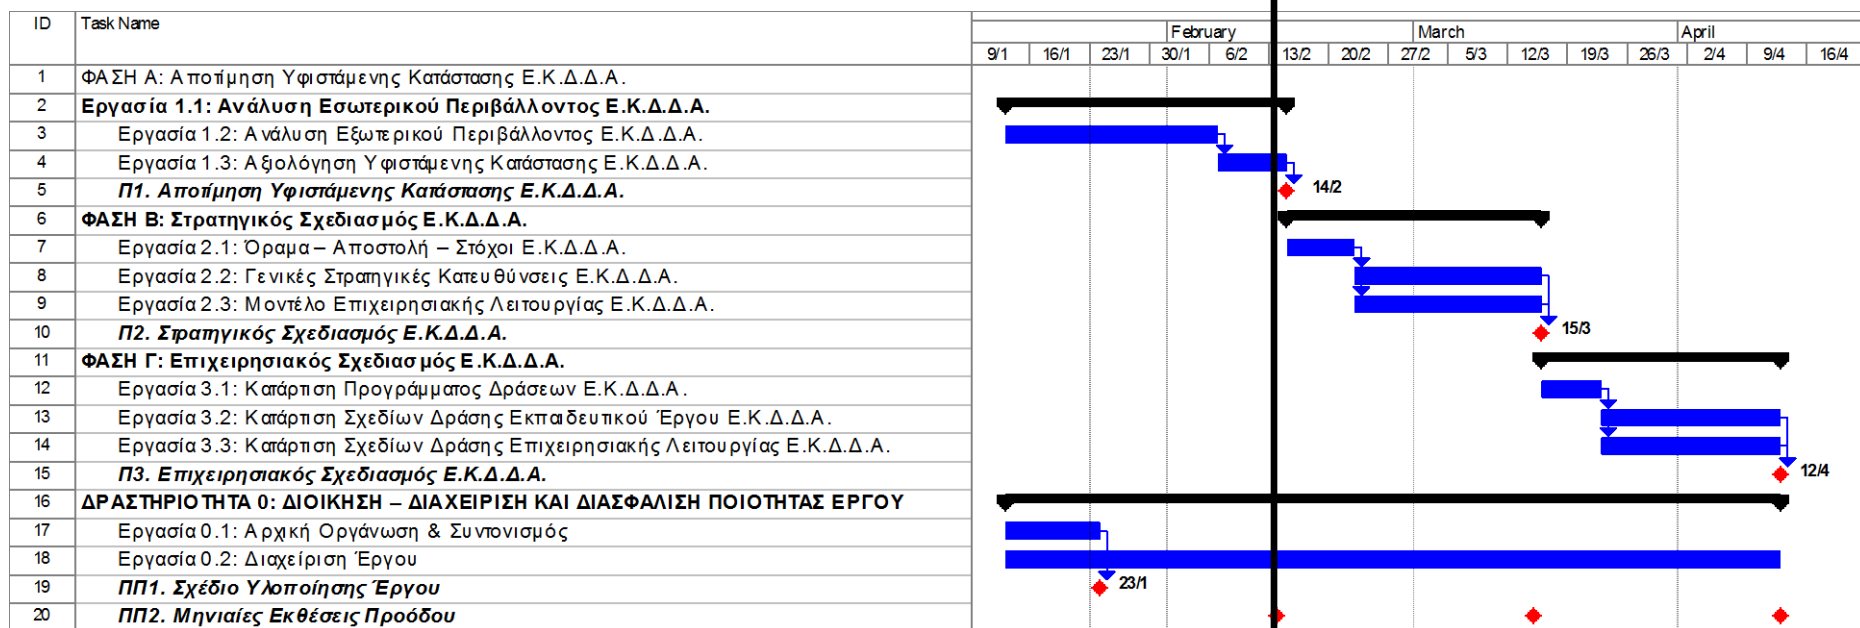 ID Task Name
February March April
9/1 16/1 23/1 30/1 6/2 13/2 20/2 27/2 5/3 12/3 19/3 26/3 2/4 9/4 16/4
1 ΦΑΣΗ Α: Αποτίμηση Υφιστάμενης Κατάστασης Ε.Κ.Δ.Δ.Α.
2 Εργασία 1.1: Ανάλυση Εσωτερικού Περιβάλλοντος Ε.Κ.Δ.Δ.Α.
3 Εργασία 1.2: Ανάλυση Εξωτερικού Περιβάλλοντος Ε.Κ.Δ.Δ.Α.
4 Εργασία 1.3: Αξιολόγηση Υφιστάμενης Κατάστασης Ε.Κ.Δ.Δ.Α.
5 Π1. Αποτίμηση Υφιστάμενης Κατάστασης Ε.Κ.Δ.Δ.Α. 14/2
6 ΦΑΣΗ Β: Στρατηγικός Σχεδιασμός Ε.Κ.Δ.Δ.Α.
7 Εργασία 2.1: Όραμα – Αποστολή – Στόχοι Ε.Κ.Δ.Δ.Α.
8 Εργασία 2.2: Γενικές Στρατηγικές Κατευθύνσεις Ε.Κ.Δ.Δ.Α.
9 Εργασία 2.3: Μοντέλο Επιχειρησιακής Λειτουργίας Ε.Κ.Δ.Δ.Α.
10 Π2. Στρατηγικός Σχεδιασμός Ε.Κ.Δ.Δ.Α. 15/3
11 ΦΑΣΗ Γ: Επιχειρησιακός Σχεδιασμός Ε.Κ.Δ.Δ.Α.
12 Εργασία 3.1: Κατάρτιση Προγράμματος Δράσεων Ε.Κ.Δ.Δ.Α.
13 Εργασία 3.2: Κατάρτιση Σχεδίων Δράσης Εκπαιδευτικού Έργου Ε.Κ.Δ.Δ.Α.
14 Εργασία 3.3: Κατάρτιση Σχεδίων Δράσης Επιχειρησιακής Λειτουργίας Ε.Κ.Δ.Δ.Α.
15 Π3. Επιχειρησιακός Σχεδιασμός Ε.Κ.Δ.Δ.Α. 12/4
16 ΔΡΑΣΤΗΡΙΟΤΗΤΑ 0: ΔΙΟΙΚΗΣΗ – ΔΙΑΧΕΙΡΙΣΗ ΚΑΙ ΔΙΑΣΦΑΛΙΣΗ ΠΟΙΟΤΗΤΑΣ ΕΡΓΟΥ
17 Εργασία 0.1: Αρχική Οργάνωση & Συντονισμός
18 Εργασία 0.2: Διαχείριση Έργου
19 ΠΠ1. Σχέδιο Υλοποίησης Έργου 23/1
20 ΠΠ2. Μηνιαίες Εκθέσεις Προόδου